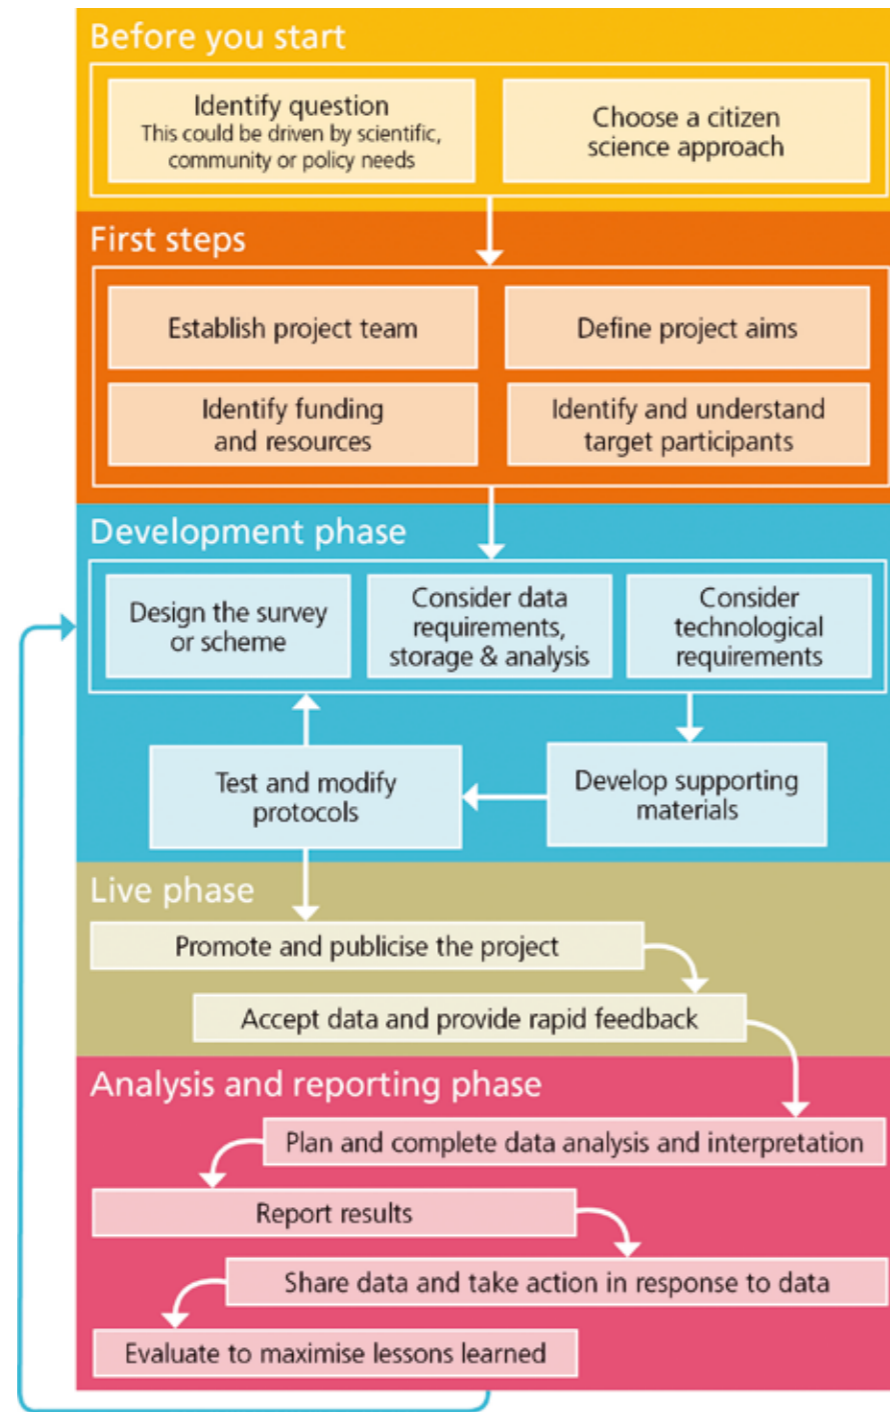 Before you start
Identify question
This could be driven by scientific,
community or policy needs
Choose a citizen
science approach
First steps
Establish project team
Define project aims
Identify funding
and resources
Identify and understand
target participants
Development phase
Design the survey
or scheme
Consider data
requirements,
storage & analysis
Consider
technological
requirements
Test and modify
protocols
Develop supporting
materials
Live phase
Promote and publicise the project
Accept data and provide rapid feedback
Analysis and reporting phase
Plan and complete data analysis and interpretation
Report results
Share data and take action in response to data
Evaluate to maximise lessons learned